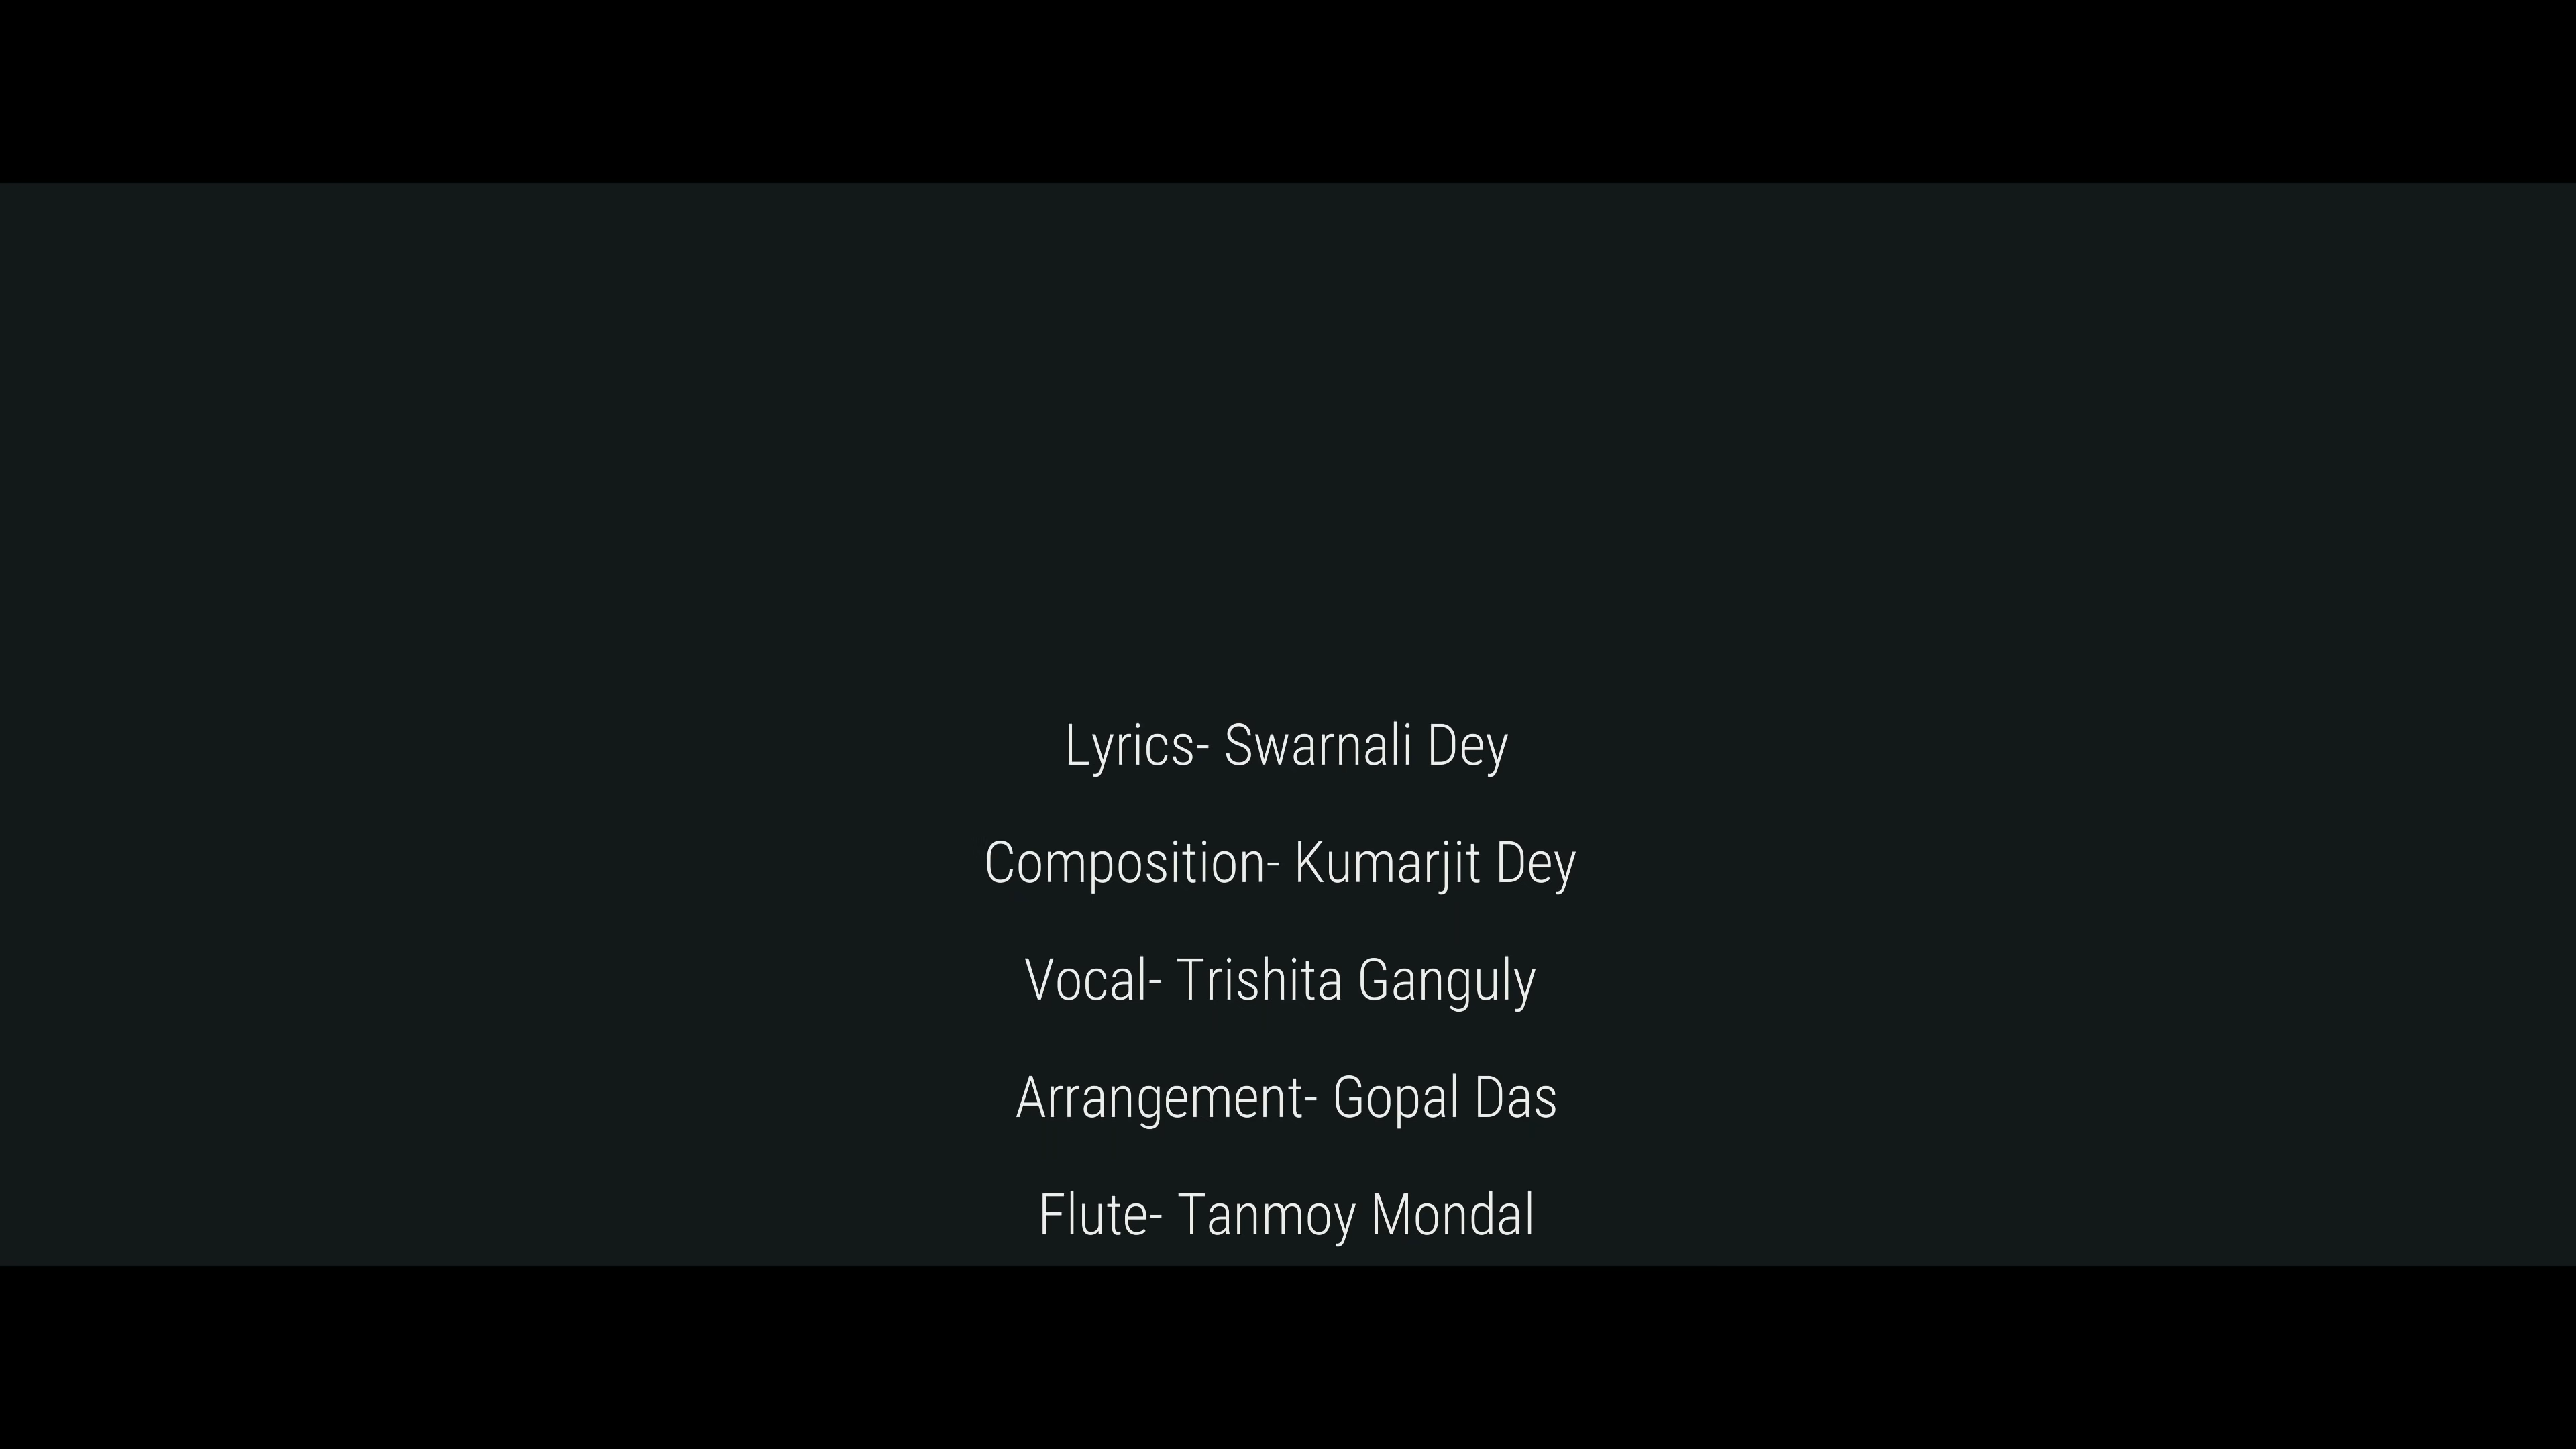 Lyrics- Swarnali Dey
Composition- Kumarjit Dey
Vocal- Trishita Ganguly
Arrangement- Gopal Das
Flute- Tanmoy Mondal